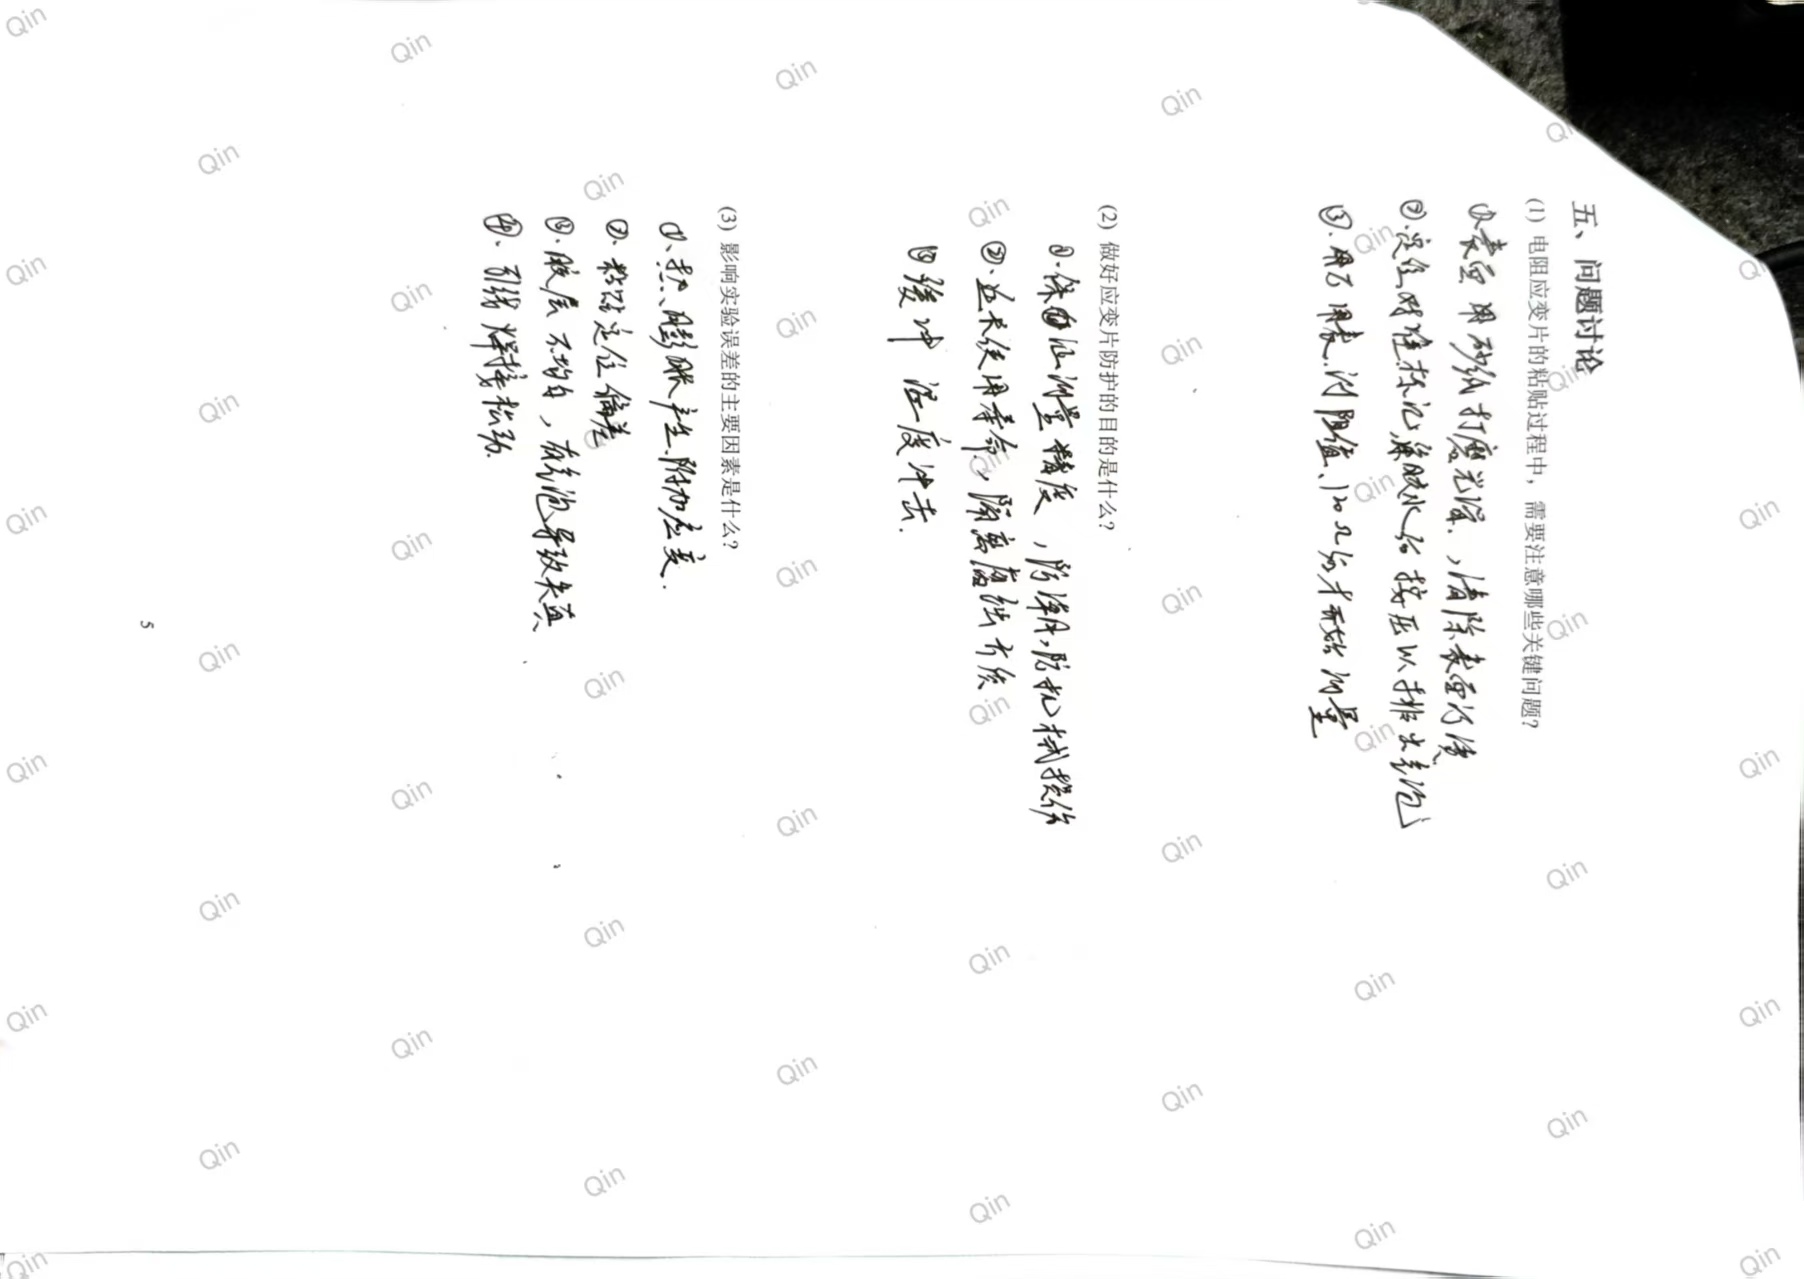 五、问题讨论
(1) 电阻应变片的粘贴过程中，需要注意哪些关键问题？
①表面用砂纸打磨光滑，清除表面污渍
②.定位对准标记，滴胶水后按压以排出气泡
③.用万用表测阻值，120Ω后才开始测量
(2) 做好应变片防护的目的是什么？
①.保证测量精度，防潮，防机械损伤
②.延长使用寿命，隔离腐蚀介质
③缓冲温度冲击.
(3) 影响实验误差的主要因素是什么？
①、热膨胀产生附加应变.
②.粘贴定位偏差
③.胶层不均匀，有气泡导致失真
④.引线焊接松动.
5
Qin